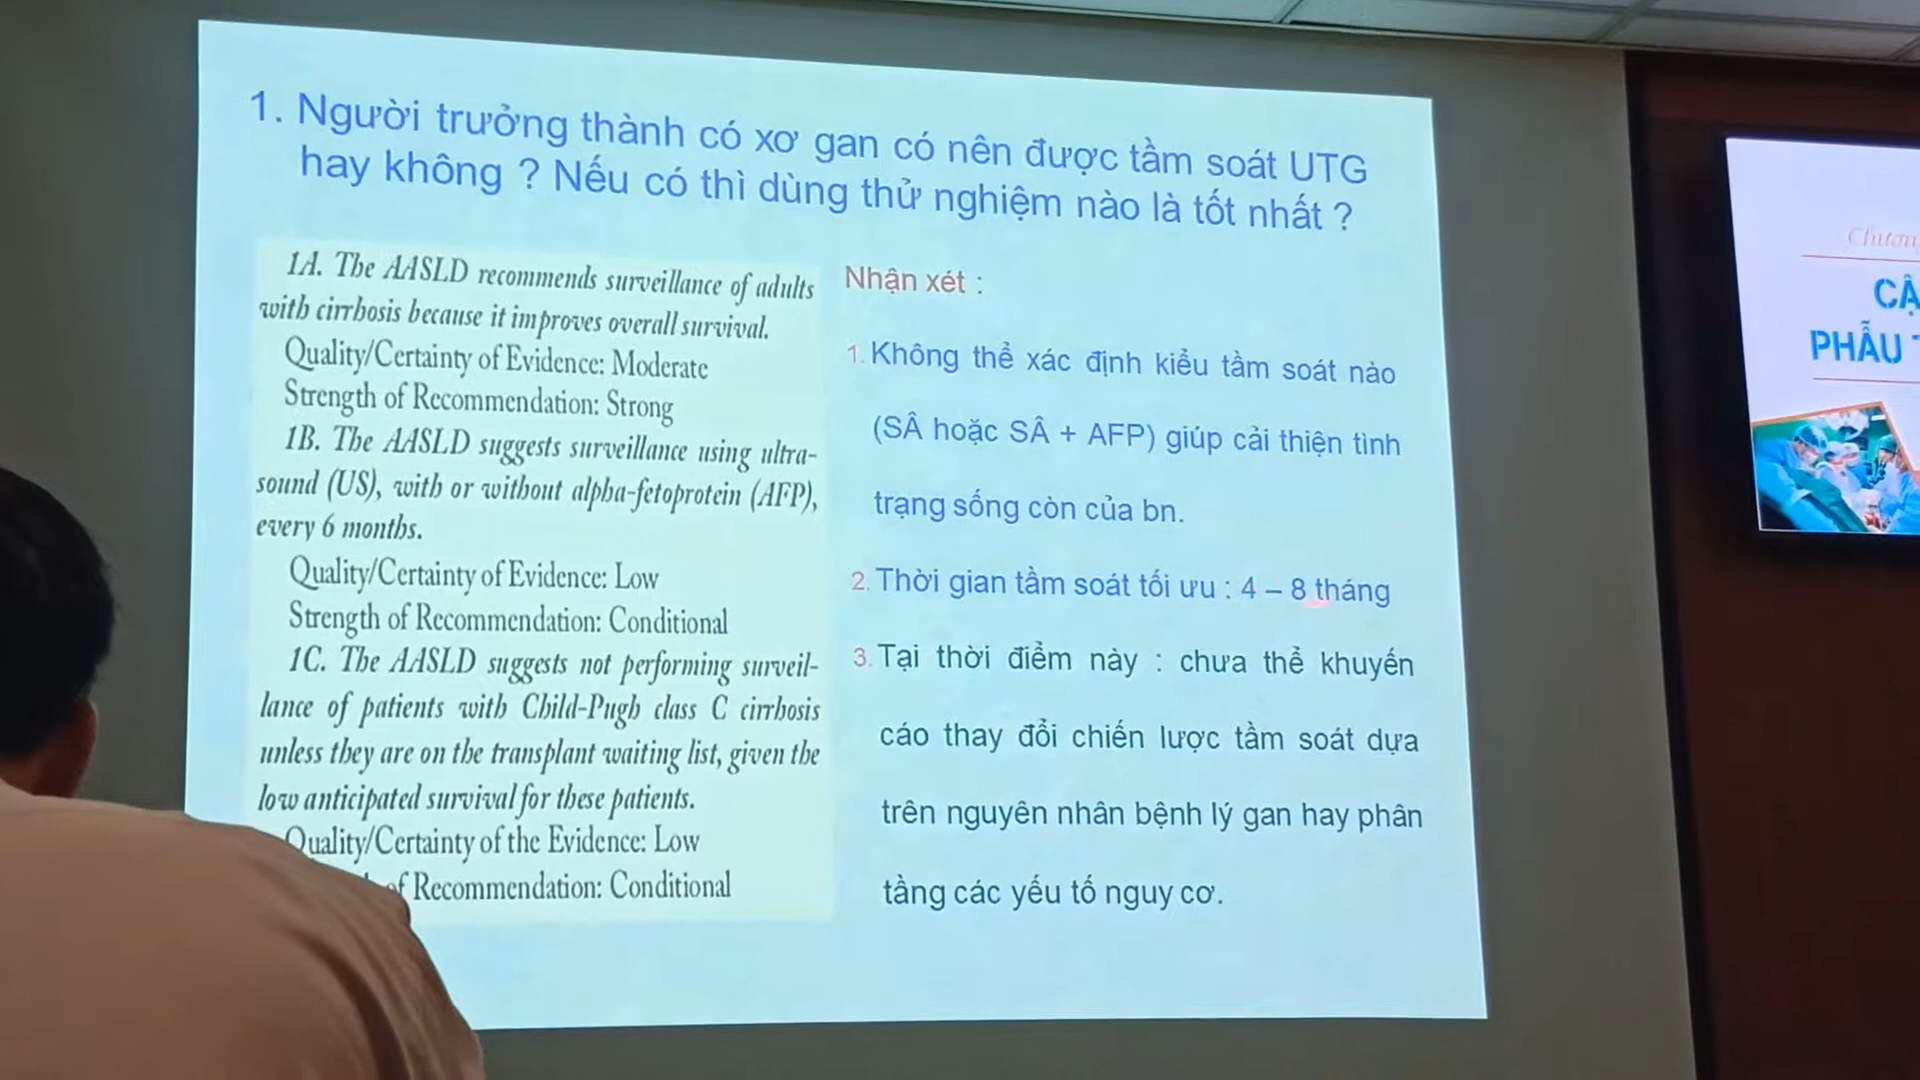 1. Người trưởng thành có xơ gan có nên được tầm soát UTG
hay không ? Nếu có thì dùng thử nghiệm nào là tốt nhất ?
1A. The AASLD recommends surveillance of adults
with cirrhosis because it improves overall survival.
Quality/Certainty of Evidence: Moderate
Strength of Recommendation: Strong
1B. The AASLD suggests surveillance using ultra-
sound (US), with or without alpha-fetoprotein (AFP),
every 6 months.
Quality/Certainty of Evidence: Low
Strength of Recommendation: Conditional
1C. The AASLD suggests not performing surveil-
lance of patients with Child-Pugh class C cirrhosis
unless they are on the transplant waiting list, given the
low anticipated survival for these patients.
Quality/Certainty of the Evidence: Low
of Recommendation: Conditional
Nhận xét :
1. Không thể xác định kiểu tầm soát nào
(SÂ hoặc SÂ + AFP) giúp cải thiện tình
trạng sống còn của bn.
2. Thời gian tầm soát tối ưu : 4 – 8 tháng
3. Tại thời điểm này : chưa thể khuyến
cáo thay đổi chiến lược tầm soát dựa
trên nguyên nhân bệnh lý gan hay phân
tầng các yếu tố nguy cơ.
PHẪU